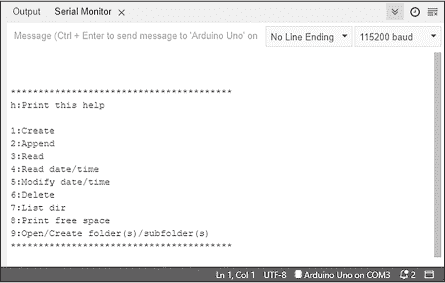 Output Serial Monitor ×
Message (Ctrl + Enter to send message to 'Arduino Uno' on No Line Ending 115200 baud
****************************************
h:Print this help
1:Create
2:Append
3:Read
4:Read date/time
5:Modify date/time
6:Delete
7:List dir
8:Print free space
9:Open/Create folder(s)/subfolder(s)
****************************************
Ln 1, Col 1 UTF-8 Arduino Uno on COM3 2